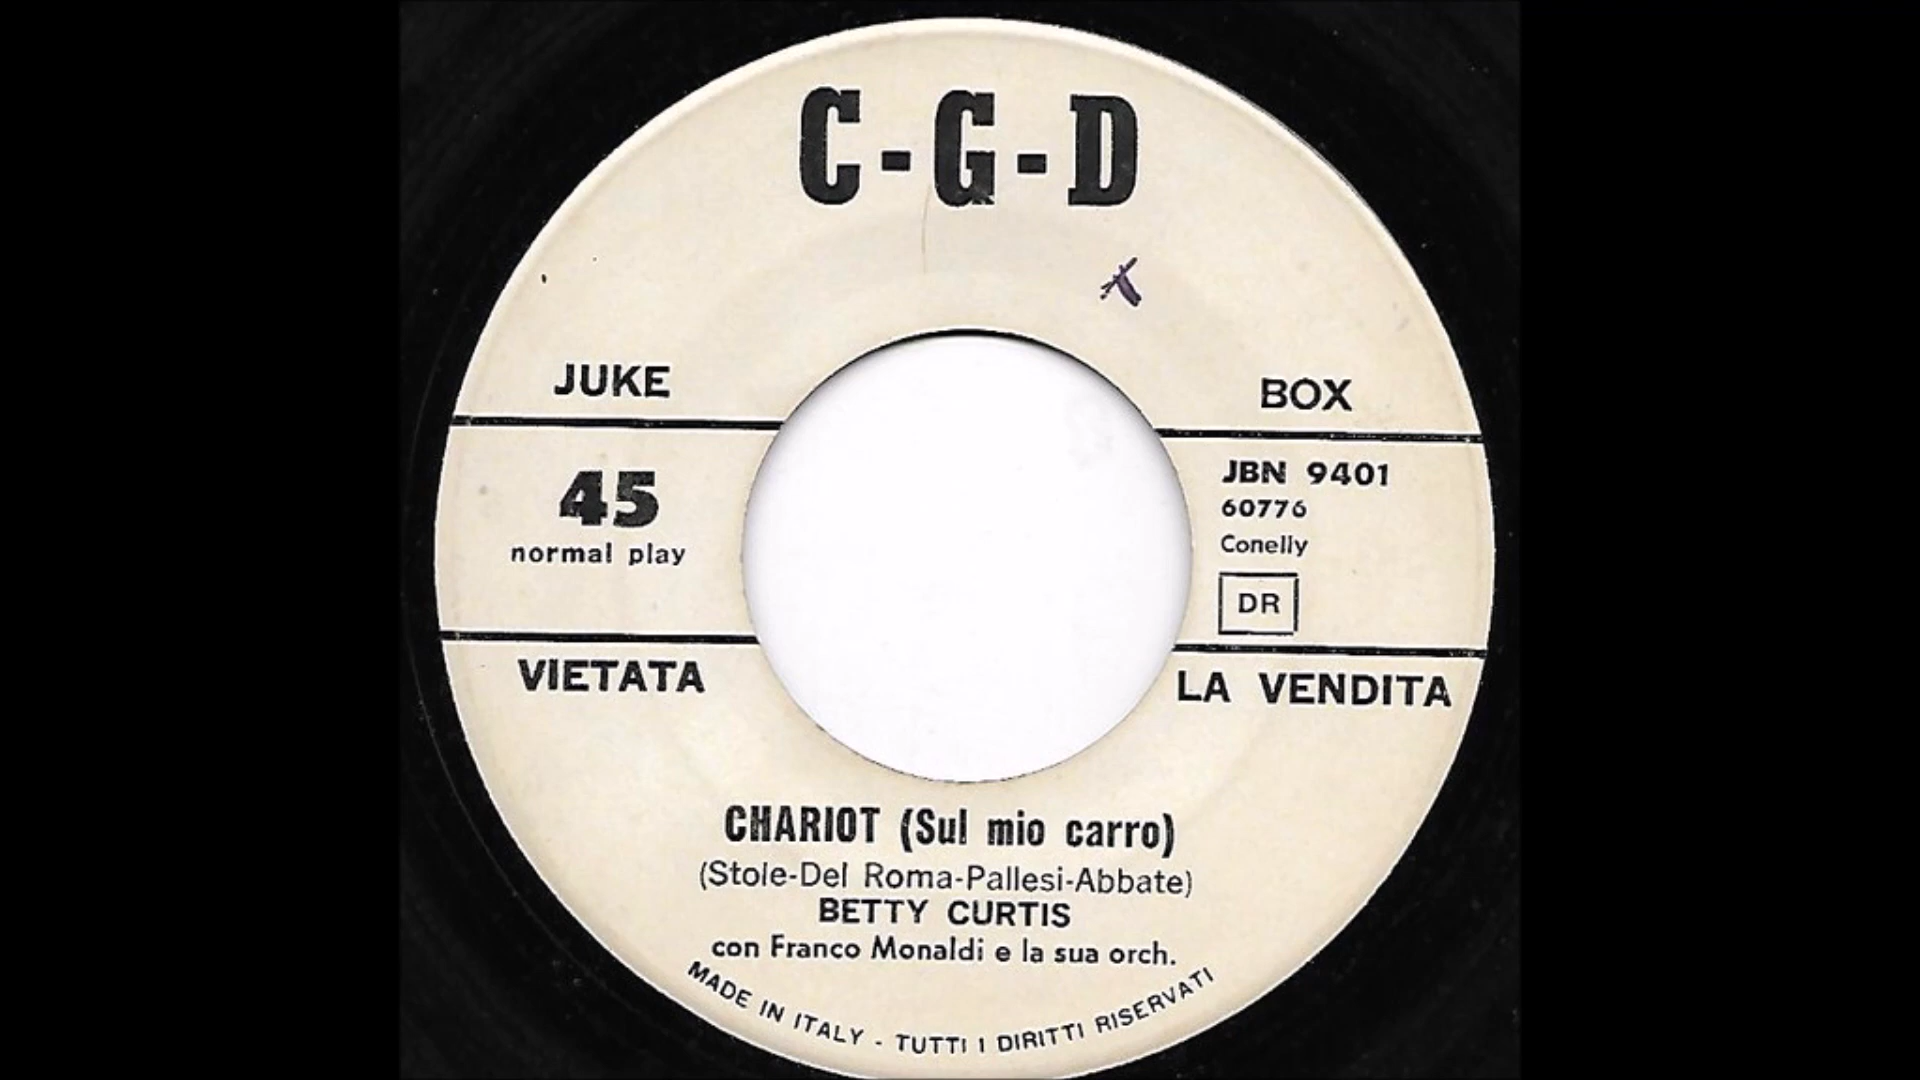 C-G-D
JUKE BOX
45
normal play
JBN 9401
60776
Conelly
DR
VIETATA LA VENDITA
CHARIOT (Sul mio carro)
(Stole-Del Roma-Pallesi-Abbate)
BETTY CURTIS
con Franco Monaldi e la sua orch.
MADE IN ITALY - TUTTI I DIRITTI RISERVATI